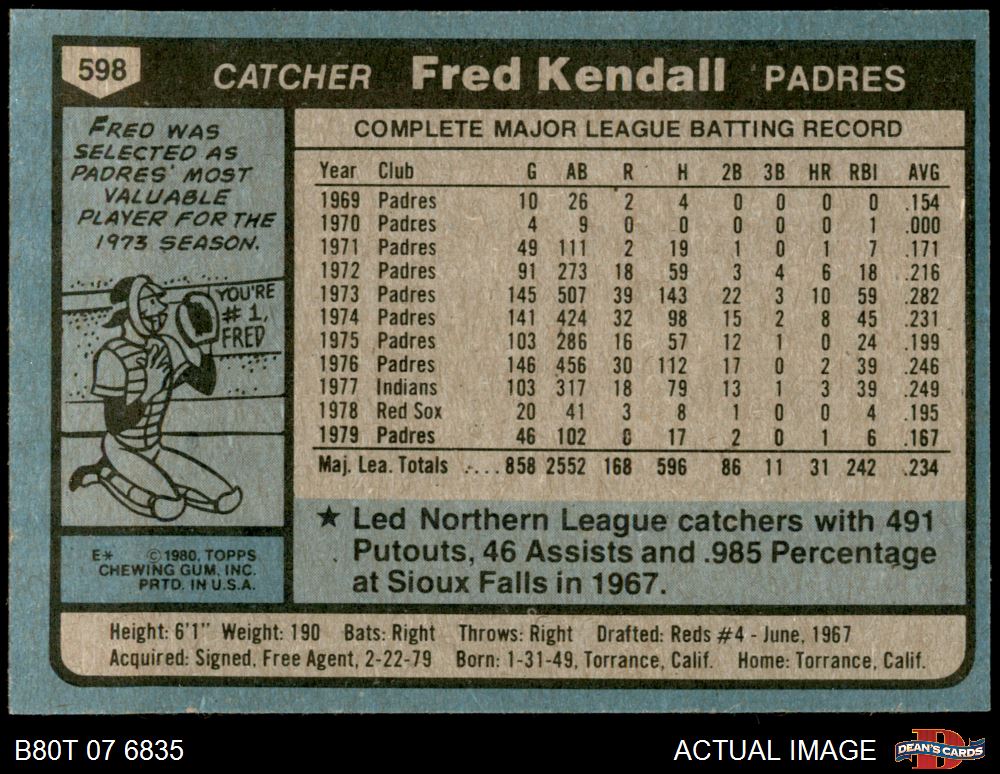 598 CATCHER Fred Kendall PADRES
FRED WAS
SELECTED AS
PADRES' MOST
VALUABLE
PLAYER FOR THE
1973 SEASON.
YOU'RE
#1,
FRED
E* © 1980, TOPPS
CHEWING GUM, INC.
PRTD. IN U.S.A.
COMPLETE MAJOR LEAGUE BATTING RECORD
Year Club G AB R H 2B 3B HR RBI AVG
1969 Padres 10 26 2 4 0 0 0 0 .154
1970 Padres 4 9 0 0 0 0 0 1 .000
1971 Padres 49 111 2 19 1 0 1 7 .171
1972 Padres 91 273 18 59 3 4 6 18 .216
1973 Padres 145 507 39 143 22 3 10 59 .282
1974 Padres 141 424 32 98 15 2 8 45 .231
1975 Padres 103 286 16 57 12 1 0 24 .199
1976 Padres 146 456 30 112 17 0 2 39 .246
1977 Indians 103 317 18 79 13 1 3 39 .249
1978 Red Sox 20 41 3 8 1 0 0 4 .195
1979 Padres 46 102 8 17 2 0 1 6 .167
Maj. Lea. Totals .... 858 2552 168 596 86 11 31 242 .234
★ Led Northern League catchers with 491
Putouts, 46 Assists and .985 Percentage
at Sioux Falls in 1967.
Height: 6'1" Weight: 190 Bats: Right Throws: Right Drafted: Reds #4 - June, 1967
Acquired: Signed, Free Agent, 2-22-79 Born: 1-31-49, Torrance, Calif. Home: Torrance, Calif.
B80T 07 6835 ACTUAL IMAGE D DEAN'S CARDS